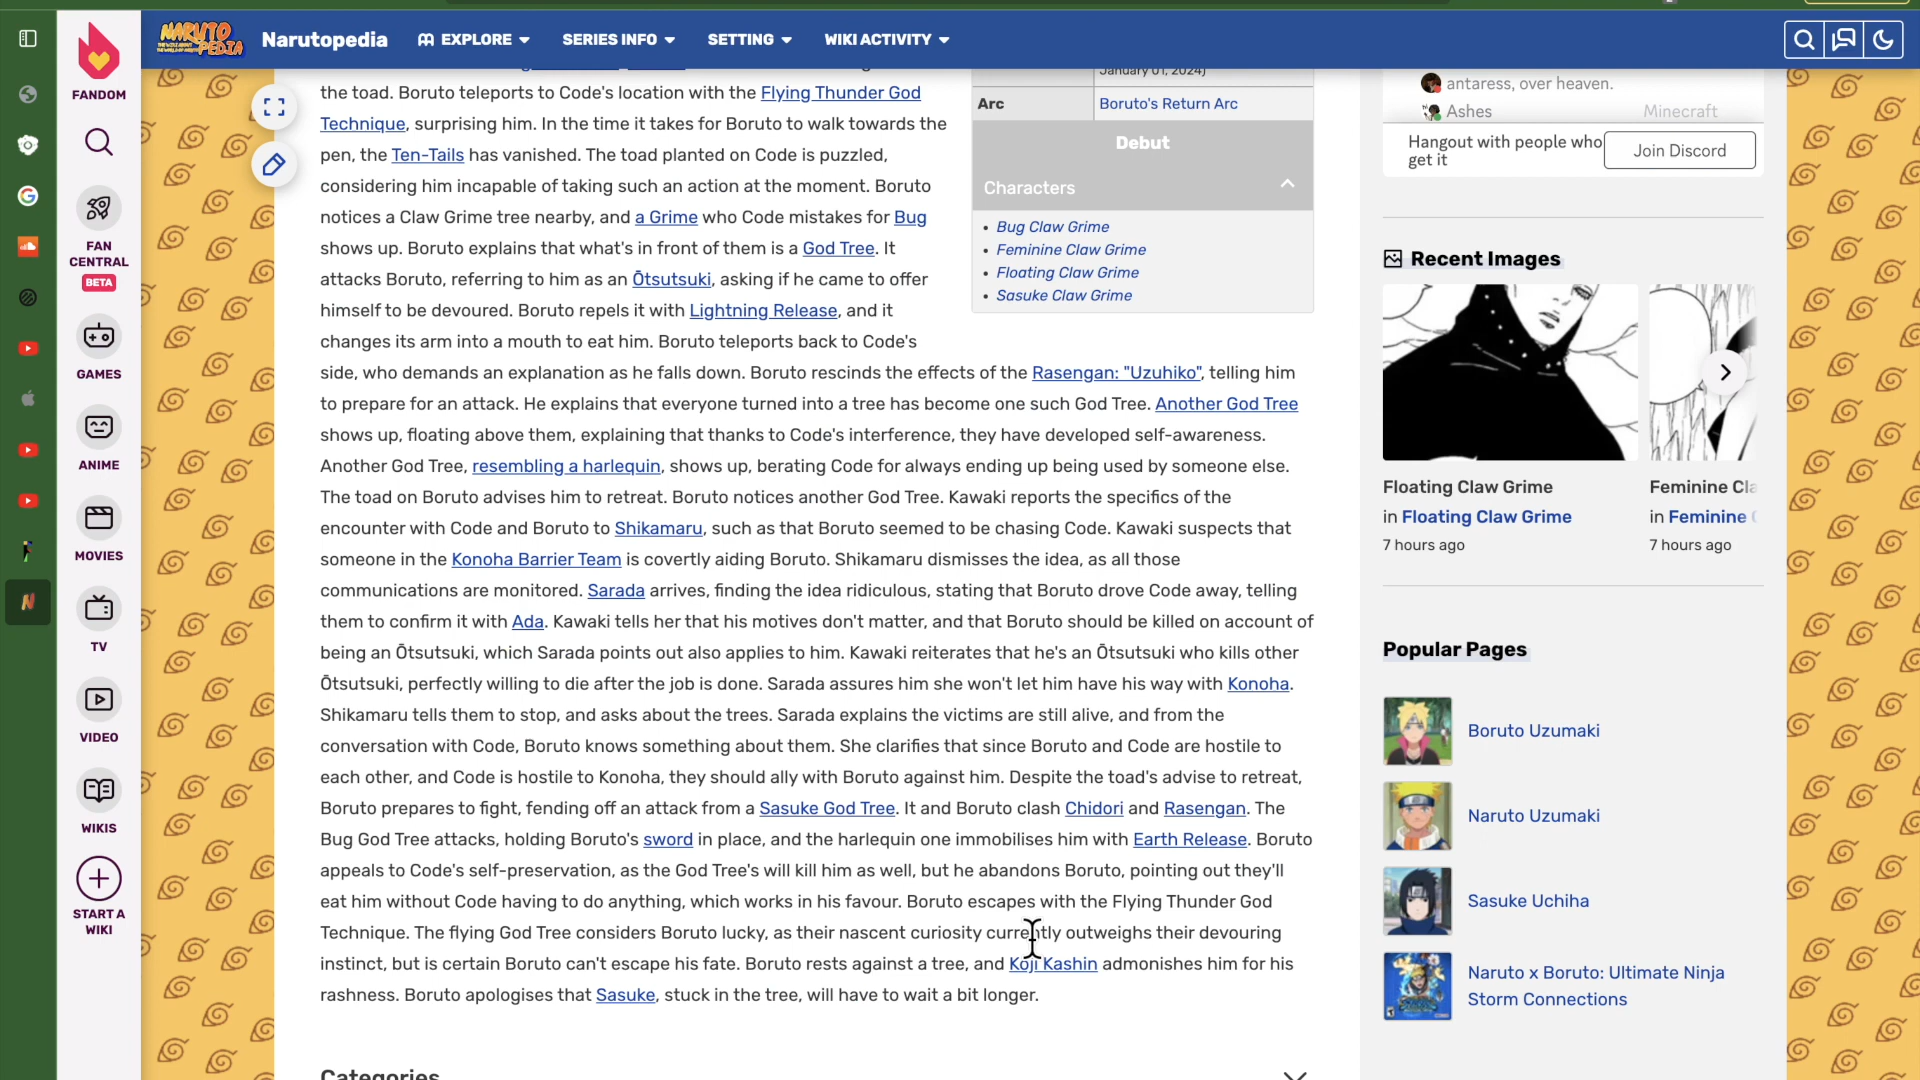 Narutopedia
EXPLORE
SERIES INFO
SETTING
WIKI ACTIVITY
FANDOM
FAN
CENTRAL
BETA
GAMES
ANIME
MOVIES
TV
VIDEO
WIKIS
START A
WIKI
the toad. Boruto teleports to Code's location with the Flying Thunder God
Technique, surprising him. In the time it takes for Boruto to walk towards the
pen, the Ten-Tails has vanished. The toad planted on Code is puzzled,
considering him incapable of taking such an action at the moment. Boruto
notices a Claw Grime tree nearby, and a Grime who Code mistakes for Bug
shows up. Boruto explains that what's in front of them is a God Tree. It
attacks Boruto, referring to him as an Ōtsutsuki, asking if he came to offer
himself to be devoured. Boruto repels it with Lightning Release, and it
changes its arm into a mouth to eat him. Boruto teleports back to Code's
side, who demands an explanation as he falls down. Boruto rescinds the effects of the Rasengan: "Uzuhiko", telling him
to prepare for an attack. He explains that everyone turned into a tree has become one such God Tree. Another God Tree
shows up, floating above them, explaining that thanks to Code's interference, they have developed self-awareness.
Another God Tree, resembling a harlequin, shows up, berating Code for always ending up being used by someone else.
The toad on Boruto advises him to retreat. Boruto notices another God Tree. Kawaki reports the specifics of the
encounter with Code and Boruto to Shikamaru, such as that Boruto seemed to be chasing Code. Kawaki suspects that
someone in the Konoha Barrier Team is covertly aiding Boruto. Shikamaru dismisses the idea, as all those
communications are monitored. Sarada arrives, finding the idea ridiculous, stating that Boruto drove Code away, telling
them to confirm it with Ada. Kawaki tells her that his motives don't matter, and that Boruto should be killed on account of
being an Ōtsutsuki, which Sarada points out also applies to him. Kawaki reiterates that he's an Ōtsutsuki who kills other
Ōtsutsuki, perfectly willing to die after the job is done. Sarada assures him she won't let him have his way with Konoha.
Shikamaru tells them to stop, and asks about the trees. Sarada explains the victims are still alive, and from the
conversation with Code, Boruto knows something about them. She clarifies that since Boruto and Code are hostile to
each other, and Code is hostile to Konoha, they should ally with Boruto against him. Despite the toad's advise to retreat,
Boruto prepares to fight, fending off an attack from a Sasuke God Tree. It and Boruto clash Chidori and Rasengan. The
Bug God Tree attacks, holding Boruto's sword in place, and the harlequin one immobilises him with Earth Release. Boruto
appeals to Code's self-preservation, as the God Tree's will kill him as well, but he abandons Boruto, pointing out they'll
eat him without Code having to do anything, which works in his favour. Boruto escapes with the Flying Thunder God
Technique. The flying God Tree considers Boruto lucky, as their nascent curiosity currently outweighs their devouring
instinct, but is certain Boruto can't escape his fate. Boruto rests against a tree, and Koji Kashin admonishes him for his
rashness. Boruto apologises that Sasuke, stuck in the tree, will have to wait a bit longer.
Categories
January 01, 2024)
Arc Boruto's Return Arc
Debut
Characters
• Bug Claw Grime
• Feminine Claw Grime
• Floating Claw Grime
• Sasuke Claw Grime
antaress, over heaven.
Ashes Minecraft
Hangout with people who
get it
Join Discord
Recent Images
Floating Claw Grime
in Floating Claw Grime
7 hours ago
Feminine Cla
in Feminine
7 hours ago
Popular Pages
Boruto Uzumaki
Naruto Uzumaki
Sasuke Uchiha
Naruto x Boruto: Ultimate Ninja
Storm Connections